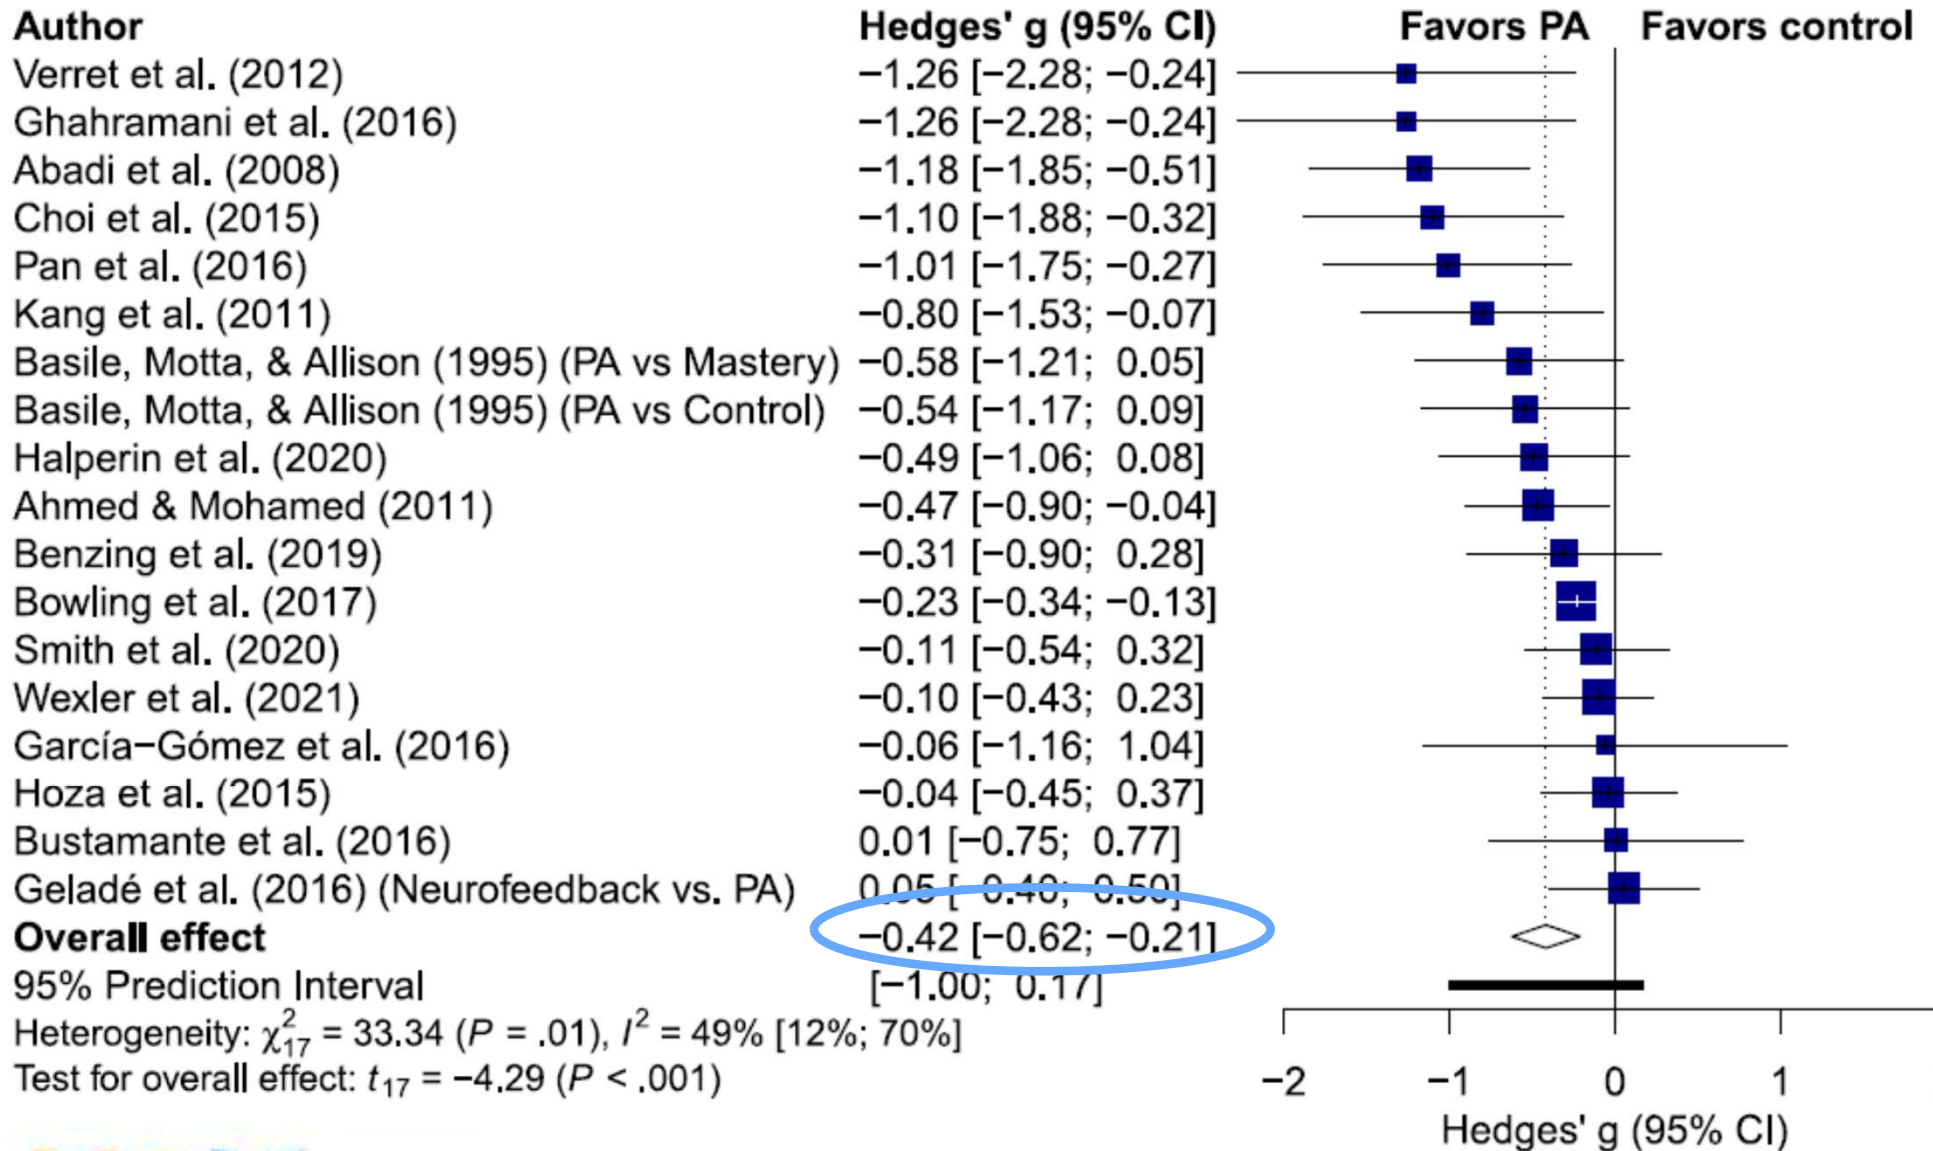 Author Hedges' g (95% CI) Favors PA Favors control
Verret et al. (2012) −1.26 [−2.28; −0.24]
Ghahramani et al. (2016) −1.26 [−2.28; −0.24]
Abadi et al. (2008) −1.18 [−1.85; −0.51]
Choi et al. (2015) −1.10 [−1.88; −0.32]
Pan et al. (2016) −1.01 [−1.75; −0.27]
Kang et al. (2011) −0.80 [−1.53; −0.07]
Basile, Motta, & Allison (1995) (PA vs Mastery) −0.58 [−1.21; 0.05]
Basile, Motta, & Allison (1995) (PA vs Control) −0.54 [−1.17; 0.09]
Halperin et al. (2020) −0.49 [−1.06; 0.08]
Ahmed & Mohamed (2011) −0.47 [−0.90; −0.04]
Benzing et al. (2019) −0.31 [−0.90; 0.28]
Bowling et al. (2017) −0.23 [−0.34; −0.13]
Smith et al. (2020) −0.11 [−0.54; 0.32]
Wexler et al. (2021) −0.10 [−0.43; 0.23]
García−Gómez et al. (2016) −0.06 [−1.16; 1.04]
Hoza et al. (2015) −0.04 [−0.45; 0.37]
Bustamante et al. (2016) 0.01 [−0.75; 0.77]
Geladé et al. (2016) (Neurofeedback vs. PA) 0.05 [−0.40; 0.50]
Overall effect −0.42 [−0.62; −0.21]
95% Prediction Interval [−1.00; 0.17]
Heterogeneity: χ²₁₇ = 33.34 (P = .01), I² = 49% [12%; 70%]
Test for overall effect: t₁₇ = −4.29 (P < .001)
−2 −1 0 1
Hedges' g (95% CI)